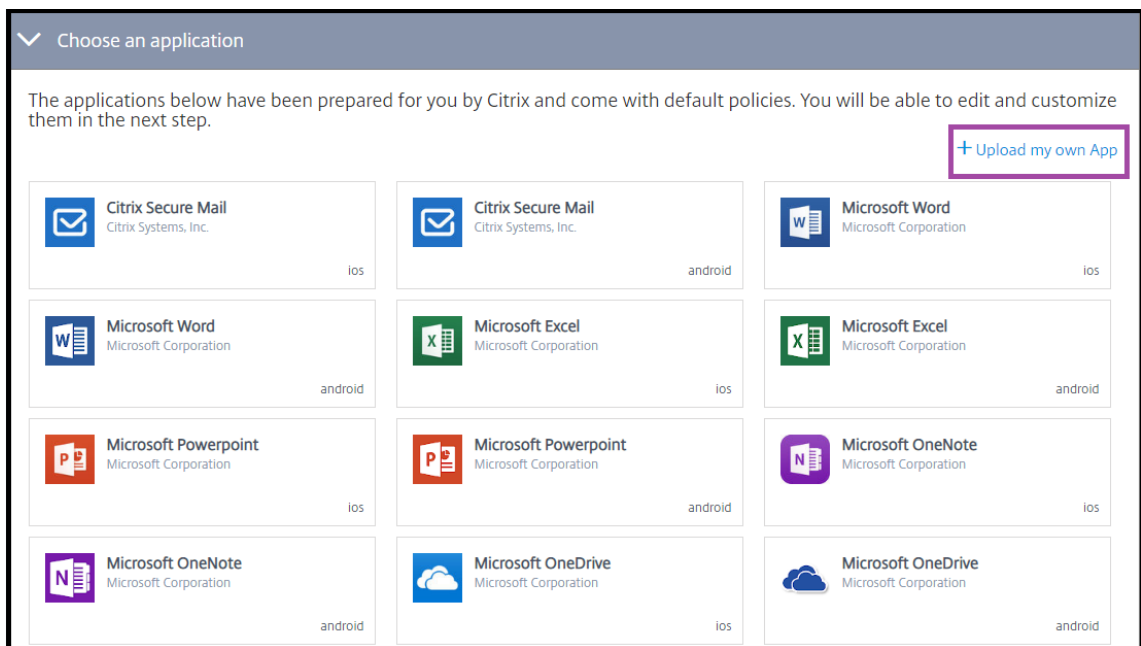 Choose an application
The applications below have been prepared for you by Citrix and come with default policies. You will be able to edit and customize
them in the next step.
+ Upload my own App
Citrix Secure Mail
Citrix Systems, Inc.
ios
Citrix Secure Mail
Citrix Systems, Inc.
android
W
Microsoft Word
Microsoft Corporation
ios
W
Microsoft Word
Microsoft Corporation
android
X
Microsoft Excel
Microsoft Corporation
ios
X
Microsoft Excel
Microsoft Corporation
android
P
Microsoft Powerpoint
Microsoft Corporation
ios
P
Microsoft Powerpoint
Microsoft Corporation
android
N
Microsoft OneNote
Microsoft Corporation
ios
N
Microsoft OneNote
Microsoft Corporation
android
Microsoft OneDrive
Microsoft Corporation
ios
Microsoft OneDrive
Microsoft Corporation
android